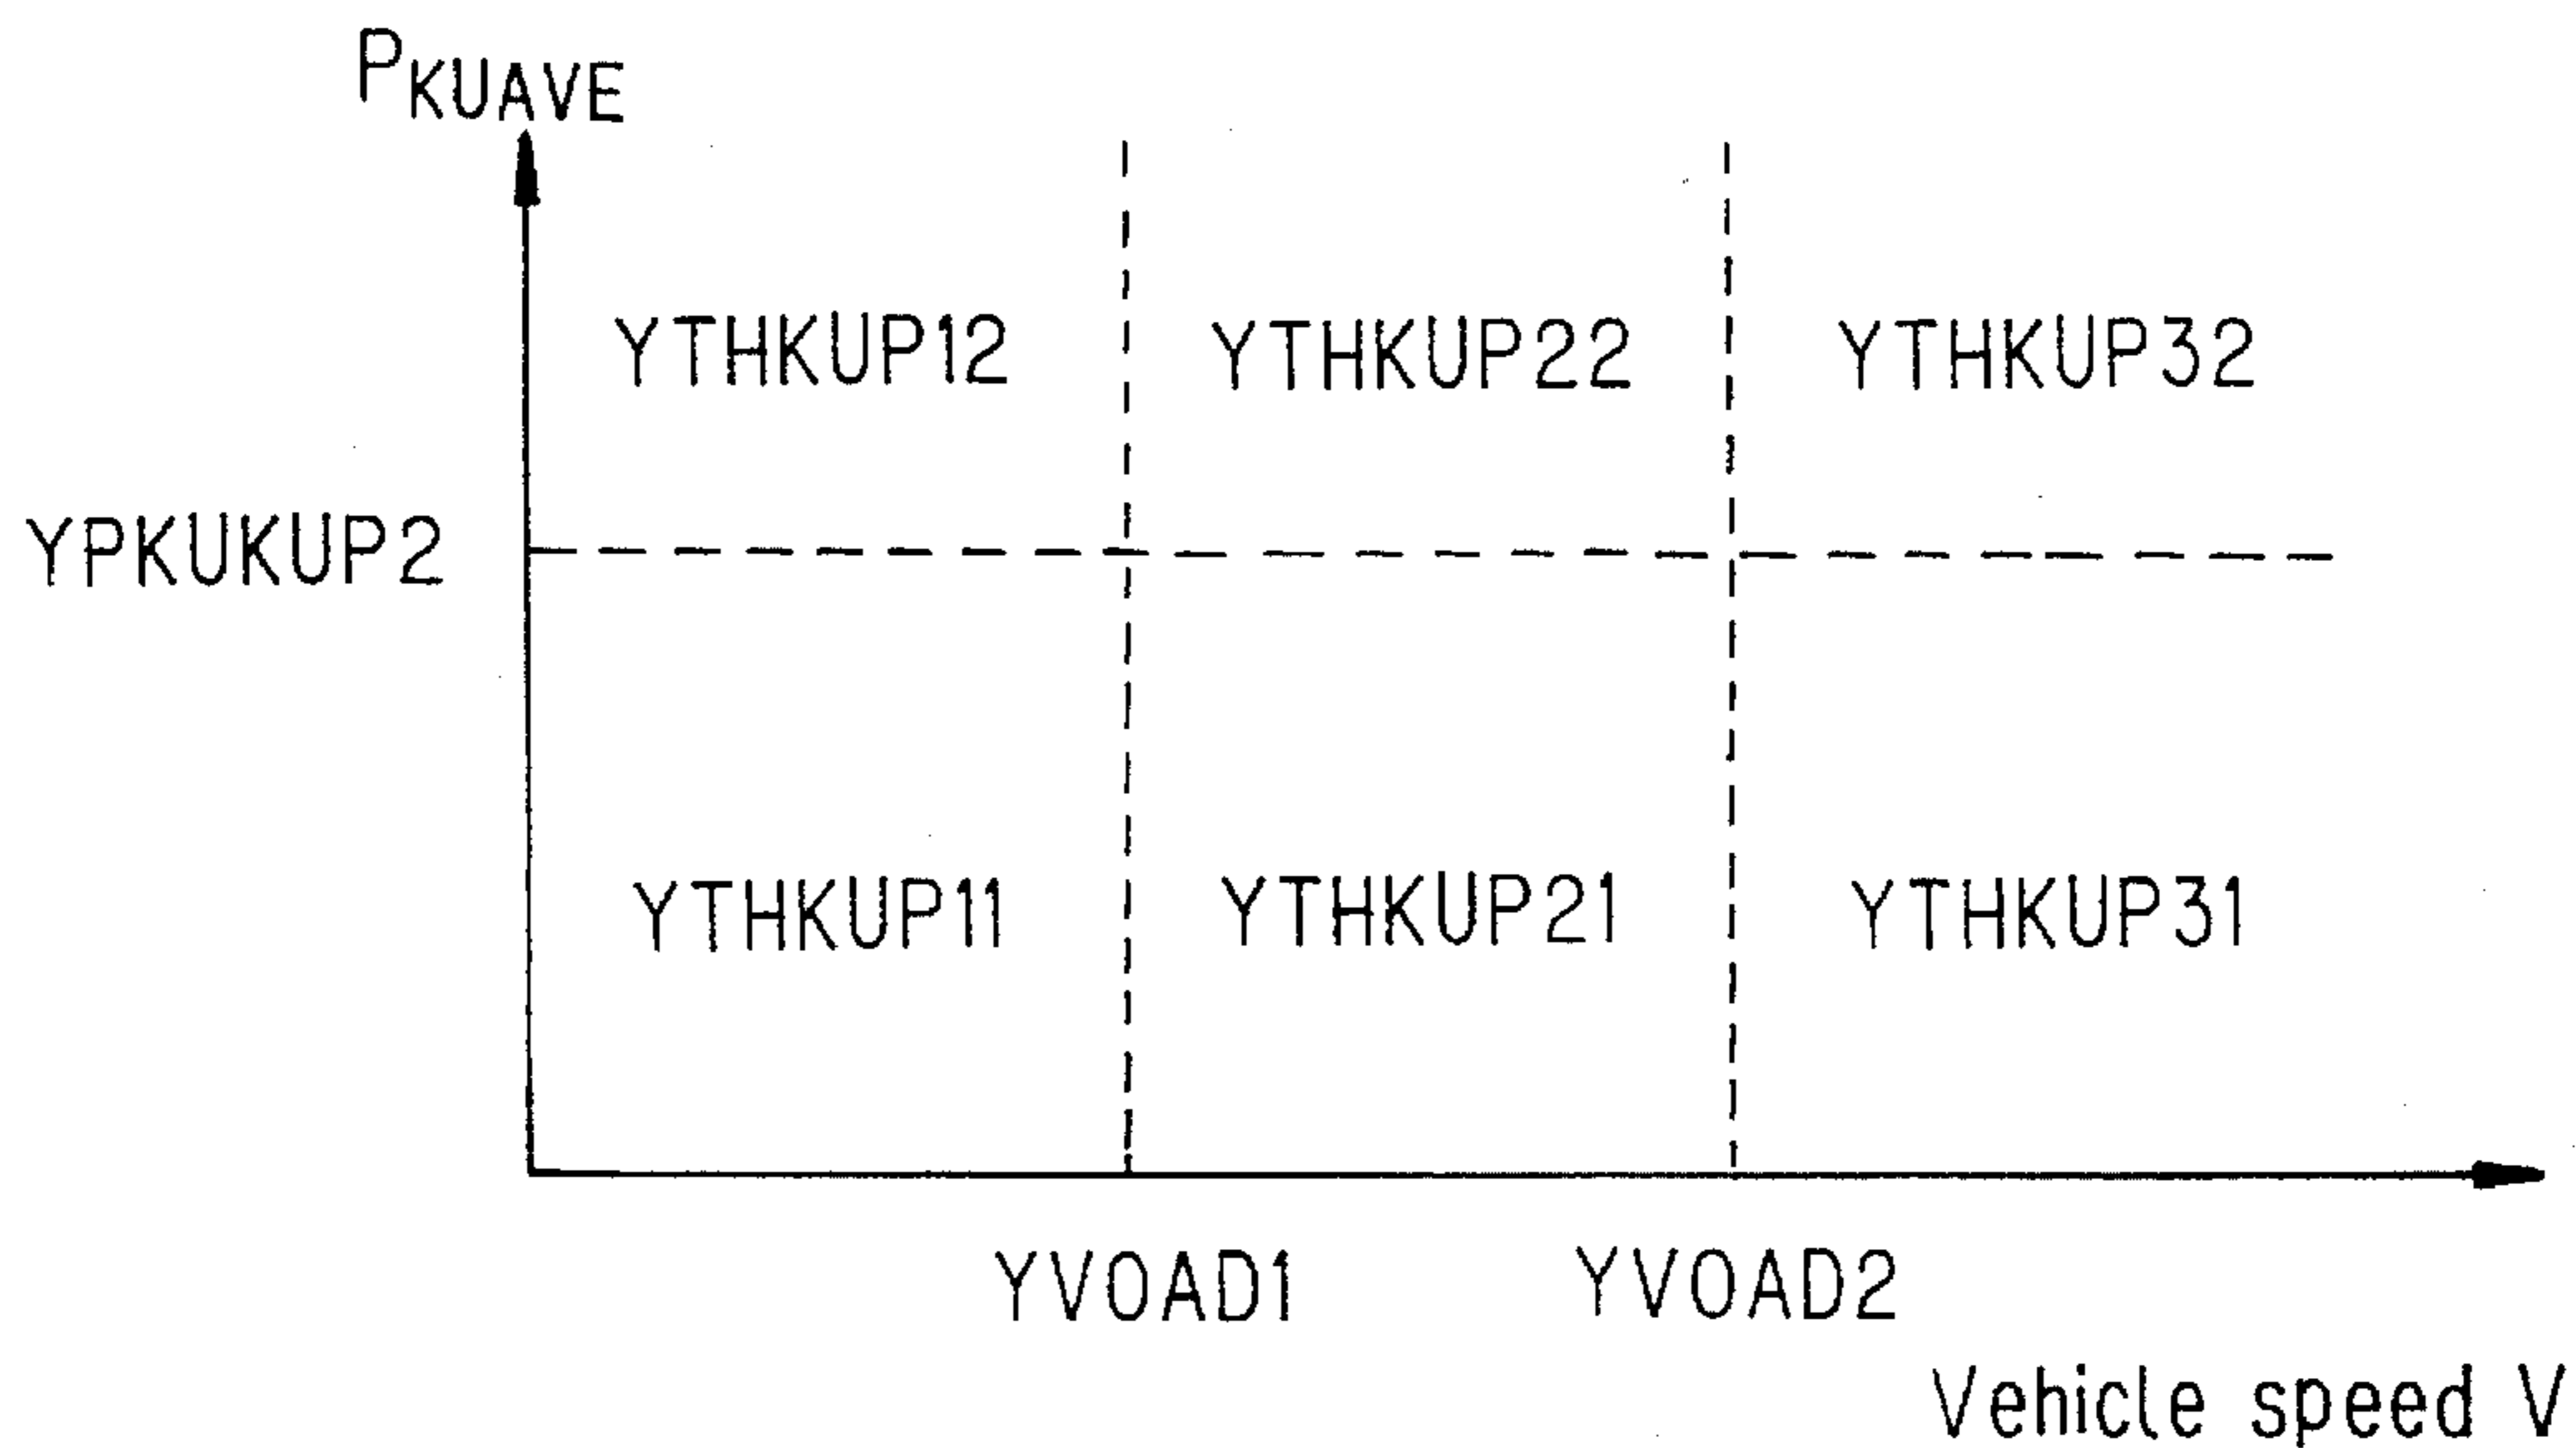 PKUAVE
YTHKUP12 YTHKUP22 YTHKUP32
YPKUKUP2
YTHKUP11 YTHKUP21 YTHKUP31
YVOAD1 YVOAD2
Vehicle speed V